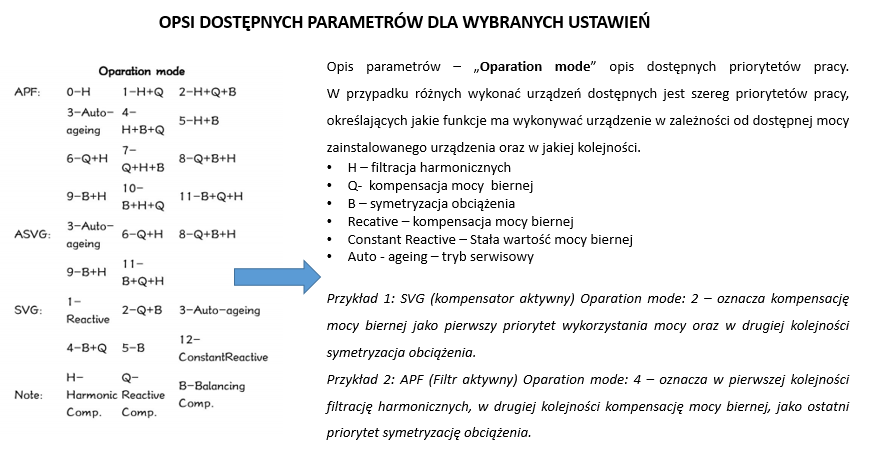 OPSI DOSTĘPNYCH PARAMETRÓW DLA WYBRANYCH USTAWIEŃ
Oparation mode
APF: 0-H 1-H+Q 2-H+Q+B
3-Auto-ageing 4-H+B+Q 5-H+B
6-Q+H 7-Q+H+B 8-Q+B+H
9-B+H 10-B+H+Q 11-B+Q+H
ASVG: 3-Auto-ageing 6-Q+H 8-Q+B+H
9-B+H 11-B+Q+H
SVG: 1-Reactive 2-Q+B 3-Auto-ageing
4-B+Q 5-B 12-ConstantReactive
Note: H-Harmonic Comp. Q-Reactive Comp. B-Balancing Comp.
Opis parametrów – „Oparation mode” opis dostępnych priorytetów pracy.
W przypadku różnych wykonać urządzeń dostępnych jest szereg priorytetów pracy,
określających jakie funkcje ma wykonywać urządzenie w zależności od dostępnej mocy
zainstalowanego urządzenia oraz w jakiej kolejności.
• H – filtracja harmonicznych
• Q- kompensacja mocy biernej
• B – symetryzacja obciążenia
• Recative – kompensacja mocy biernej
• Constant Reactive – Stała wartość mocy biernej
• Auto - ageing – tryb serwisowy
Przykład 1: SVG (kompensator aktywny) Oparation mode: 2 – oznacza kompensację
mocy biernej jako pierwszy priorytet wykorzystania mocy oraz w drugiej kolejności
symetryzacja obciążenia.
Przykład 2: APF (Filtr aktywny) Oparation mode: 4 – oznacza w pierwszej kolejności
filtrację harmonicznych, w drugiej kolejności kompensację mocy biernej, jako ostatni
priorytet symetryzację obciążenia.